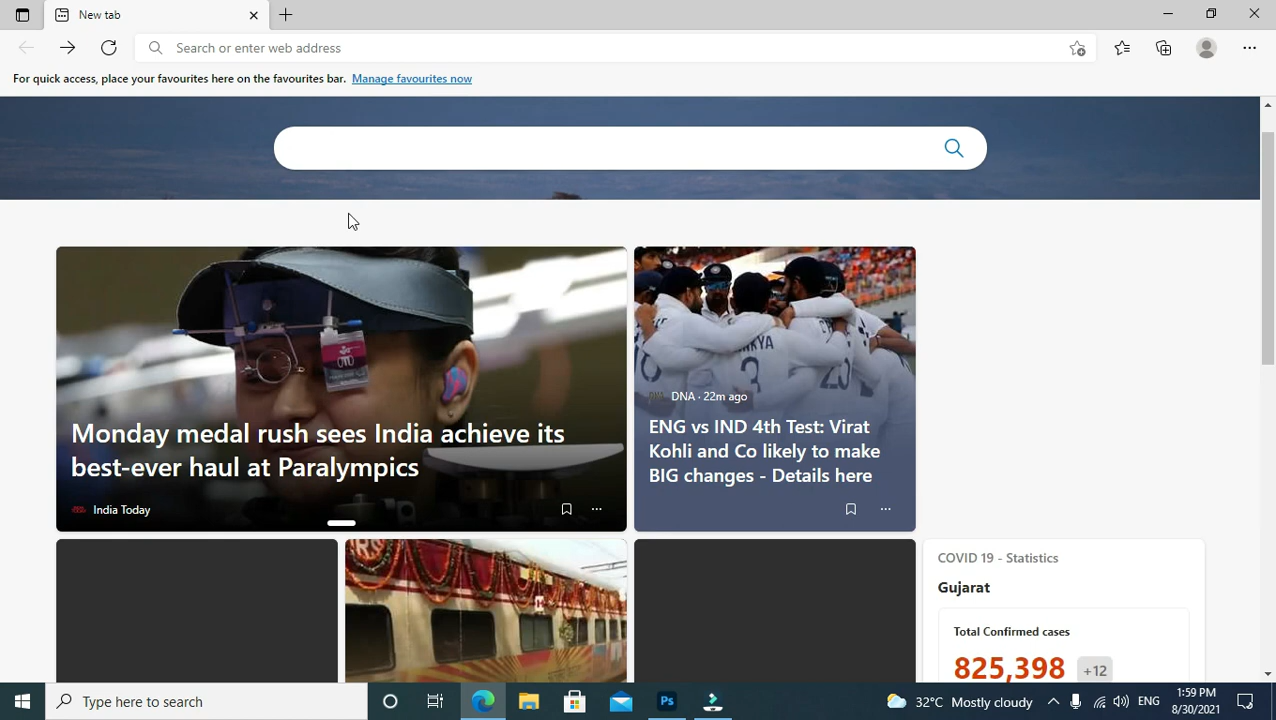 New tab
Search or enter web address
For quick access, place your favourites here on the favourites bar. Manage favourites now
Monday medal rush sees India achieve its
best-ever haul at Paralympics
India Today
DNA · 22m ago
ENG vs IND 4th Test: Virat
Kohli and Co likely to make
BIG changes - Details here
COVID 19 - Statistics
Gujarat
Total Confirmed cases
825,398 +12
Type here to search
Ps
32°C Mostly cloudy
ENG
1:59 PM
8/30/2021